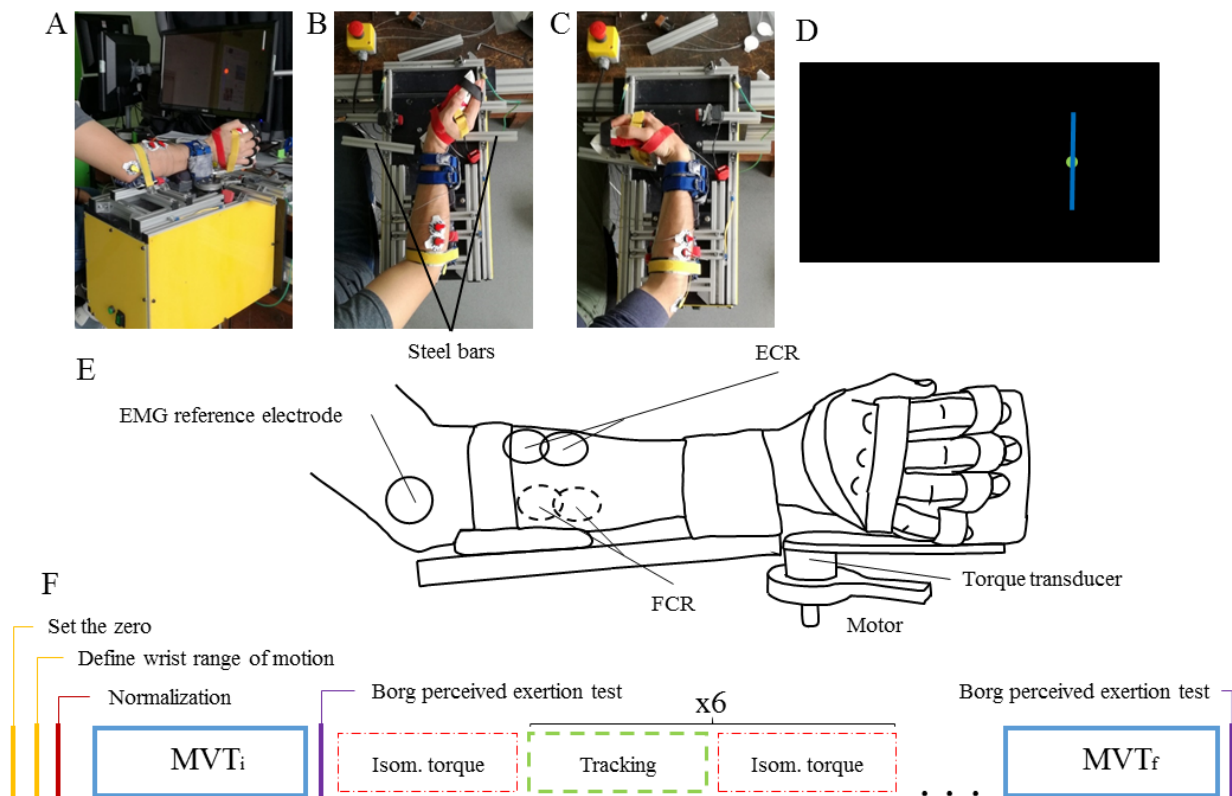 A
B
C
D
Steel bars
ECR
E
EMG reference electrode
Torque transducer
FCR
Motor
F
Set the zero
Define wrist range of motion
Normalization
Borg perceived exertion test
x6
Borg perceived exertion test
MVTi
Isom. torque
Tracking
Isom. torque
. . .
MVTf